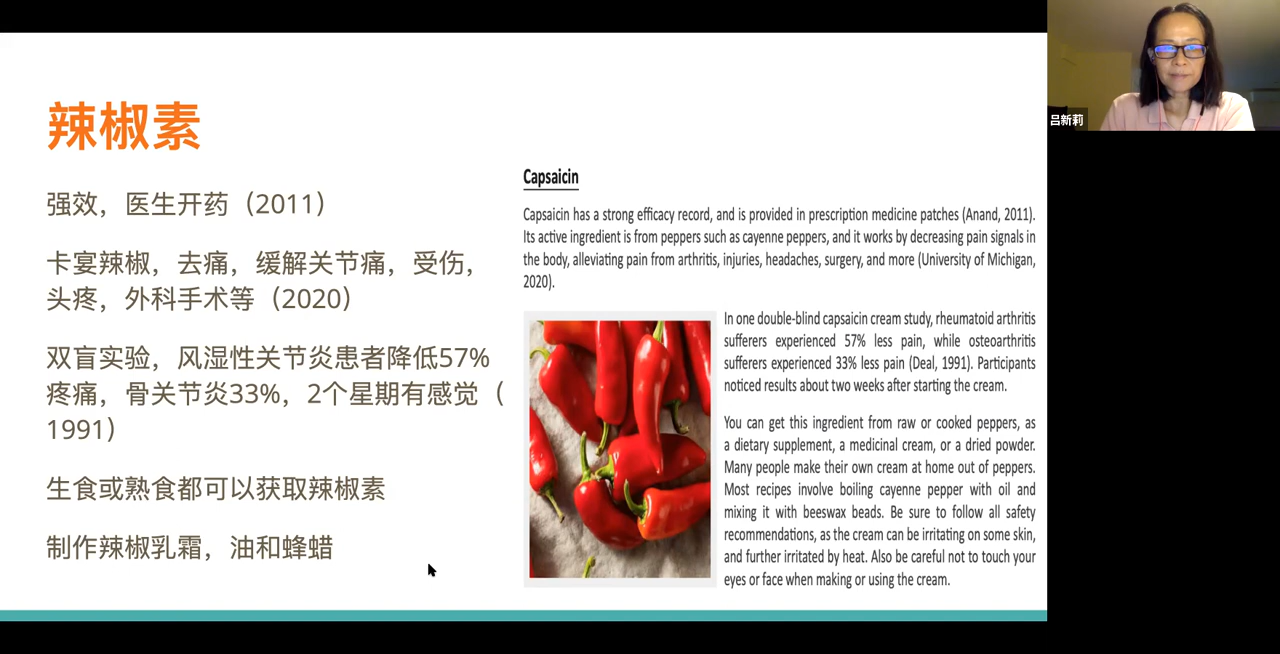 辣椒素
强效，医生开药（2011）
卡宴辣椒，去痛，缓解关节痛，受伤，
头疼，外科手术等（2020）
双盲实验，风湿性关节炎患者降低57%
疼痛，骨关节炎33%，2个星期有感觉（
1991）
生食或熟食都可以获取辣椒素
制作辣椒乳霜，油和蜂蜡
Capsaicin
Capsaicin has a strong efficacy record, and is provided in prescription medicine patches (Anand, 2011).
Its active ingredient is from peppers such as cayenne peppers, and it works by decreasing pain signals in
the body, alleviating pain from arthritis, injuries, headaches, surgery, and more (University of Michigan,
2020).
In one double-blind capsaicin cream study, rheumatoid arthritis
sufferers experienced 57% less pain, while osteoarthritis
sufferers experienced 33% less pain (Deal, 1991). Participants
noticed results about two weeks after starting the cream.
You can get this ingredient from raw or cooked peppers, as
a dietary supplement, a medicinal cream, or a dried powder.
Many people make their own cream at home out of peppers.
Most recipes involve boiling cayenne pepper with oil and
mixing it with beeswax beads. Be sure to follow all safety
recommendations, as the cream can be irritating on some skin,
and further irritated by heat. Also be careful not to touch your
eyes or face when making or using the cream.
吕新莉